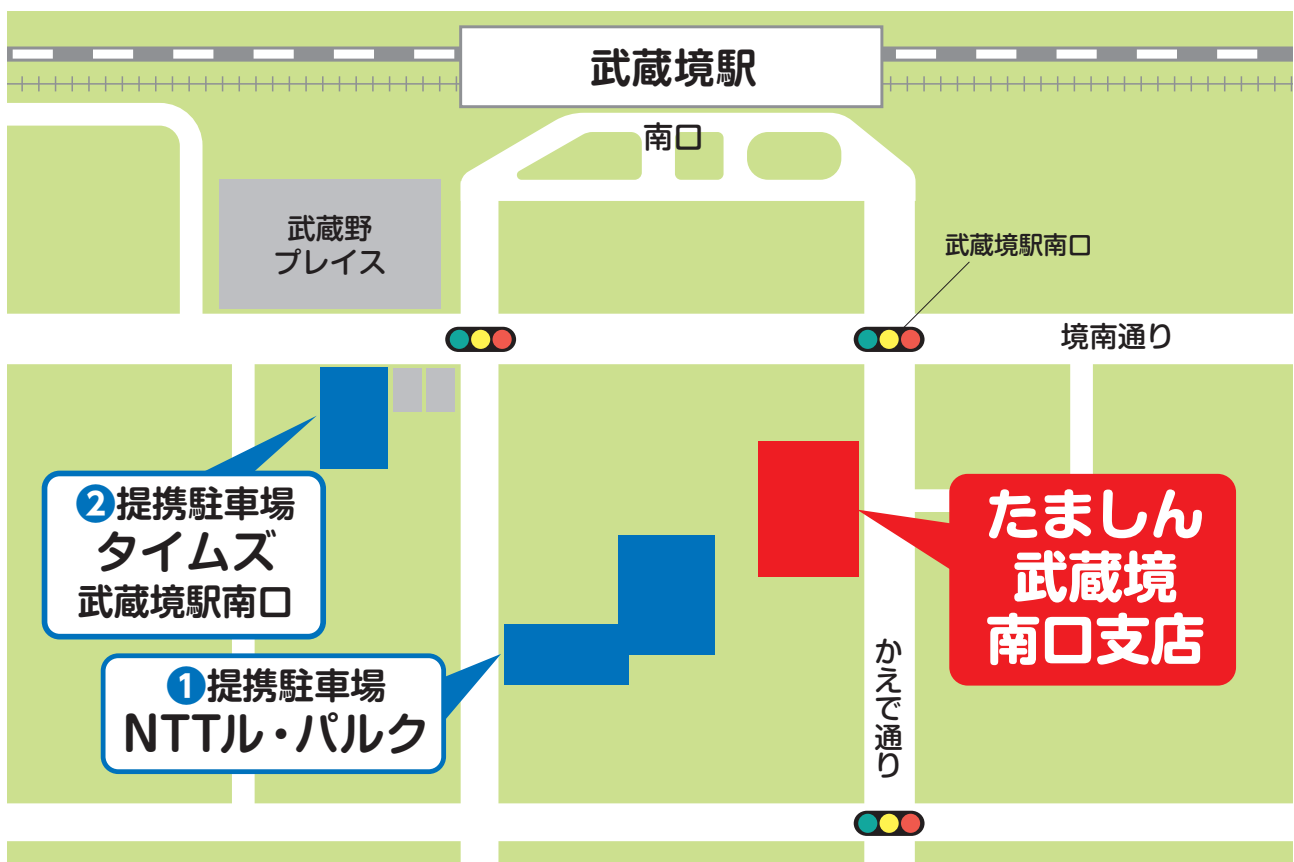 武蔵境駅
南口
武蔵野
プレイス
武蔵境駅南口
境南通り
❷提携駐車場
タイムズ
武蔵境駅南口
たましん
武蔵境
南口支店
❶提携駐車場
NTTル・パルク
かえで通り